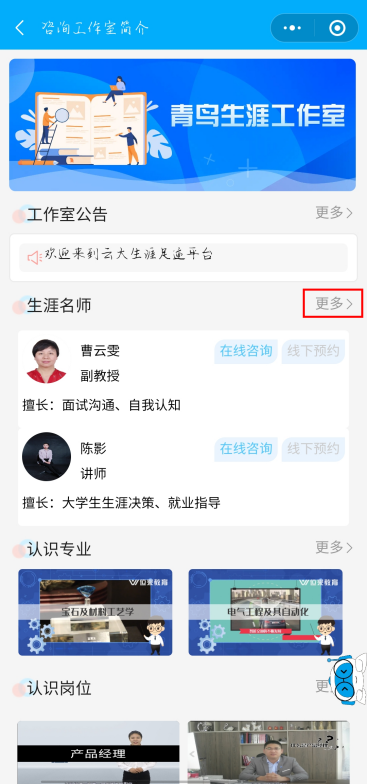 咨询工作室简介
青鸟生涯工作室
工作室公告
更多
欢迎来到云大生涯足迹平台
生涯名师
更多
曹云雯
在线咨询
线下预约
副教授
擅长：面试沟通、自我认知
陈影
在线咨询
线下预约
讲师
擅长：大学生生涯决策、就业指导
认识专业
更多
宝石及材料工艺学
电气工程及其自动化
认识岗位
更
产品经理